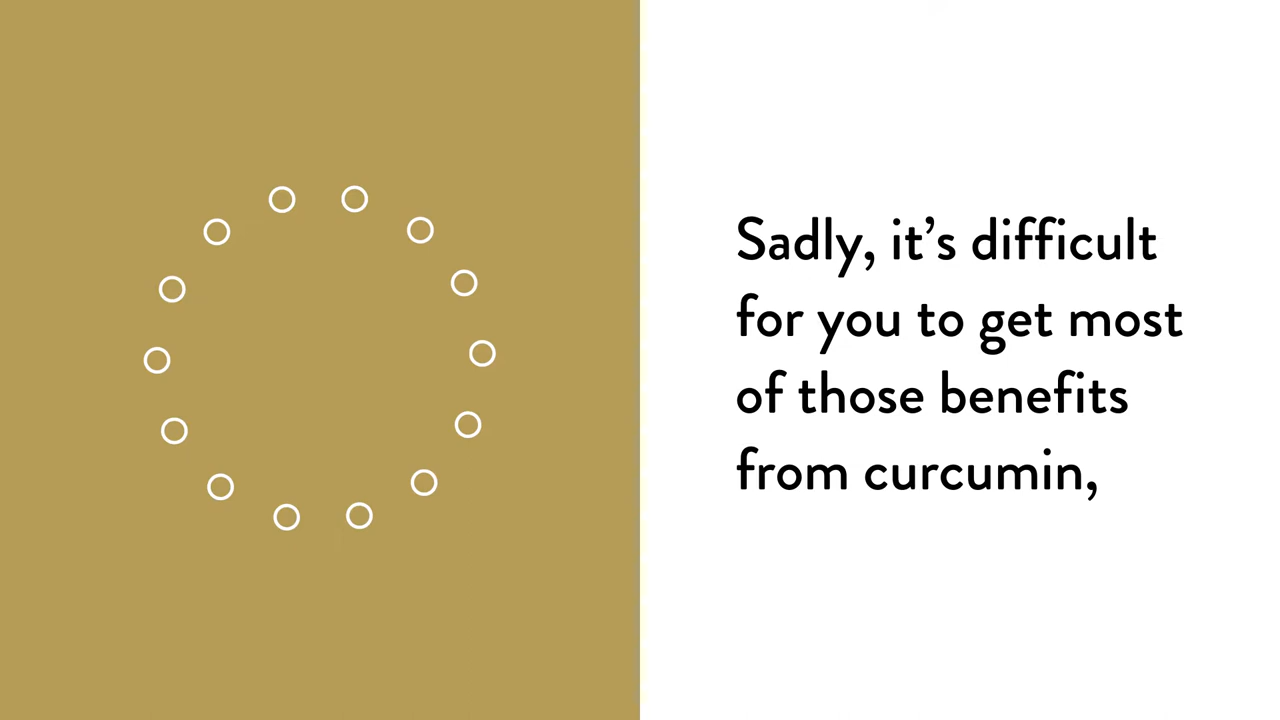 Sadly, it’s difficult
for you to get most
of those benefits
from curcumin,